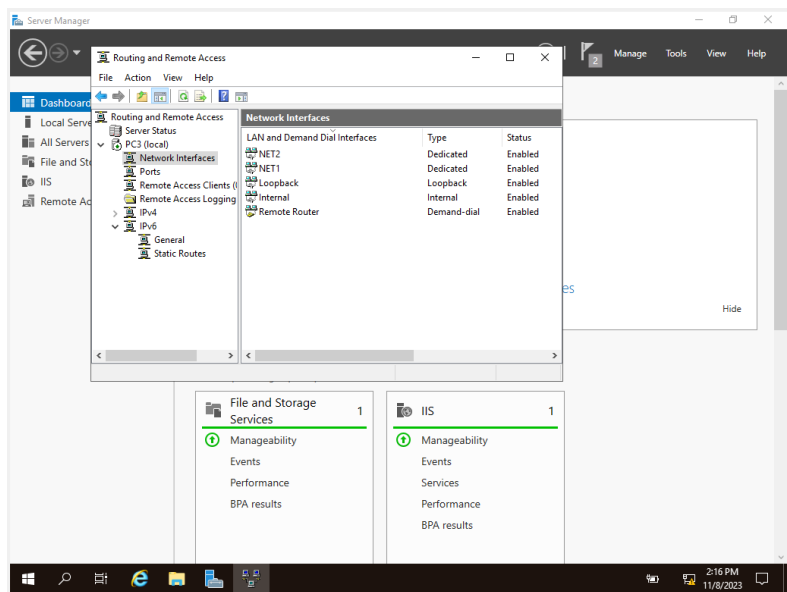 Server Manager
2
Manage
Tools
View
Help
Dashboard
Local Serve
All Servers
File and Sto
IIS
Remote Ac
Routing and Remote Access
File Action View Help
Routing and Remote Access
Server Status
PC3 (local)
Network Interfaces
Ports
Remote Access Clients (
Remote Access Logging
IPv4
IPv6
General
Static Routes
Network Interfaces
LAN and Demand Dial Interfaces Type Status
NET2 Dedicated Enabled
NET1 Dedicated Enabled
Loopback Loopback Enabled
Internal Internal Enabled
Remote Router Demand-dial Enabled
es
Hide
File and Storage
Services
1
Manageability
Events
Performance
BPA results
IIS
1
Manageability
Events
Services
Performance
BPA results
2:16 PM
11/8/2023